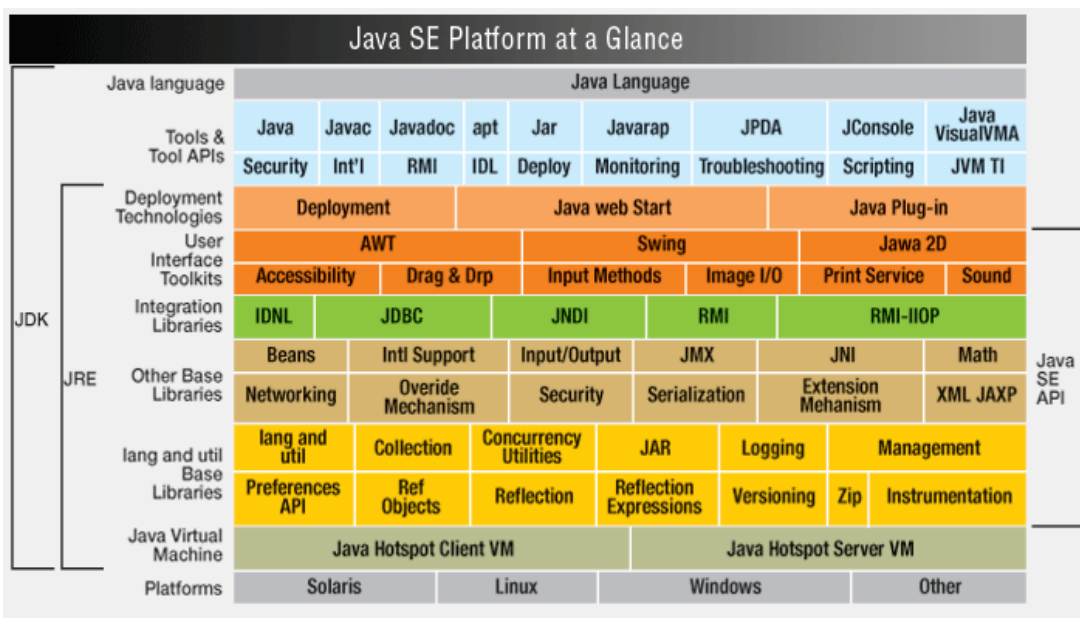 Java SE Platform at a Glance
Java language
Java Language
Tools &
Tool APIs
Java Javac Javadoc apt Jar Javarap JPDA JConsole Java
VisualVMA
Security Int'l RMI IDL Deploy Monitoring Troubleshooting Scripting JVM TI
Deployment
Technologies
Deployment Java web Start Java Plug-in
User
Interface
Toolkits
AWT Swing Jawa 2D
Accessibility Drag & Drp Input Methods Image I/O Print Service Sound
Integration
Libraries
IDNL JDBC JNDI RMI RMI-IIOP
JDK
JRE
Other Base
Libraries
Beans Intl Support Input/Output JMX JNI Math
Networking Overide
Mechanism Security Serialization Extension
Mehanism XML JAXP
Java
SE
API
lang and util
Base
Libraries
lang and
util Collection Concurrency
Utilities JAR Logging Management
Preferences
API Ref
Objects Reflection Reflection
Expressions Versioning Zip Instrumentation
Java Virtual
Machine
Java Hotspot Client VM Java Hotspot Server VM
Platforms
Solaris Linux Windows Other